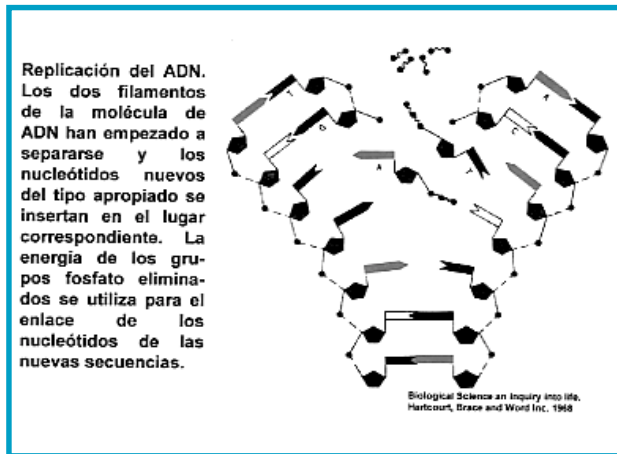 Replicación del ADN.
Los dos filamentos
de la molécula de
ADN han empezado a
separarse y los
nucleótidos nuevos
del tipo apropiado se
insertan en el lugar
correspondiente. La
energia de los gru-
pos fosfato elimina-
dos se utiliza para el
enlace de los
nucleótidos de las
nuevas secuencias.
T
A
G
C
A
T
Biological Science an Inquiry into life.
Hartcourt, Brace and Word Inc. 1968